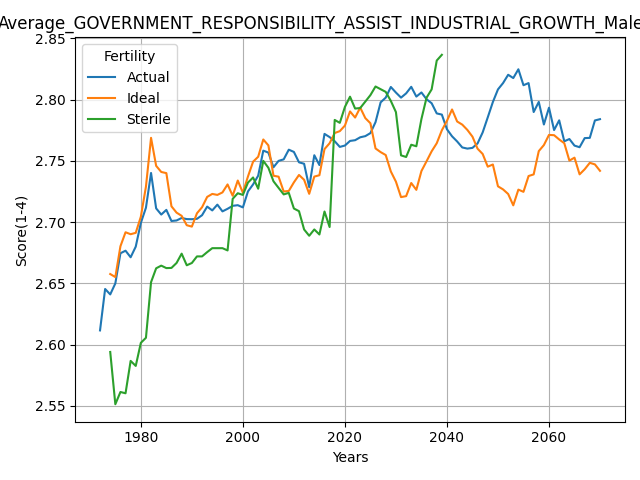 Average_GOVERNMENT_RESPONSIBILITY_ASSIST_INDUSTRIAL_GROWTH_Male
Fertility
Actual
Ideal
Sterile
Score(1-4)
2.85
2.80
2.75
2.70
2.65
2.60
2.55
1980 2000 2020 2040 2060
Years